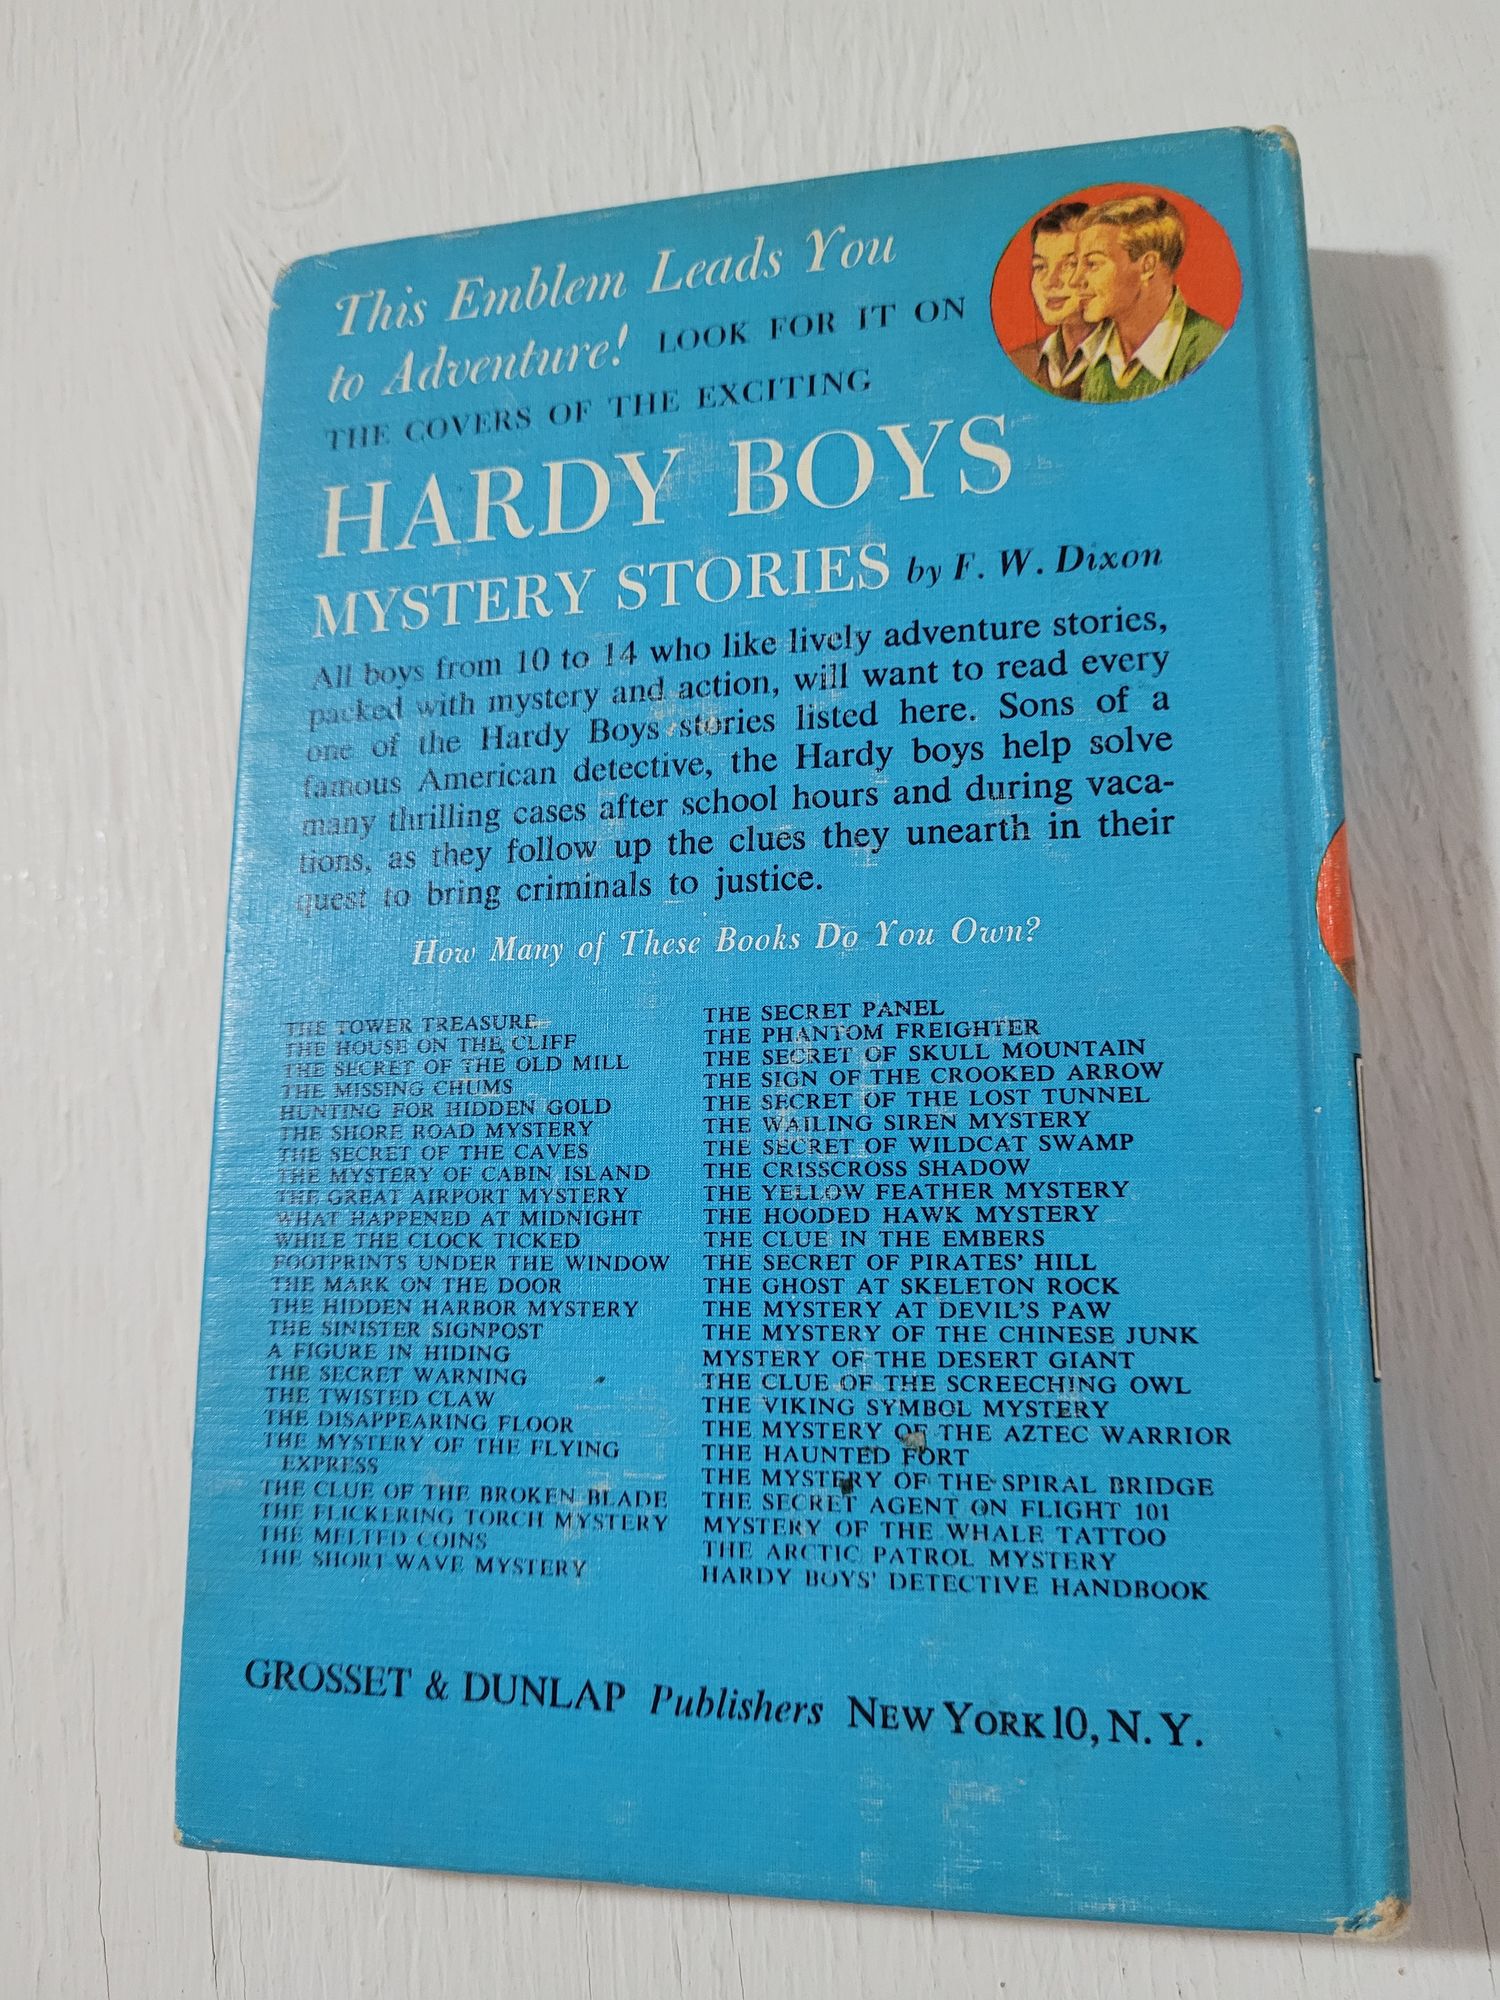 This Emblem Leads You
to Adventure! LOOK FOR IT ON
THE COVERS OF THE EXCITING
HARDY BOYS
MYSTERY STORIES by F. W. Dixon
All boys from 10 to 14 who like lively adventure stories,
packed with mystery and action, will want to read every
one of the Hardy Boys stories listed here. Sons of a
famous American detective, the Hardy boys help solve
many thrilling cases after school hours and during vaca-
tions, as they follow up the clues they unearth in their
quest to bring criminals to justice.
How Many of These Books Do You Own?
THE TOWER TREASURE
THE HOUSE ON THE CLIFF
THE SECRET OF THE OLD MILL
THE MISSING CHUMS
HUNTING FOR HIDDEN GOLD
THE SHORE ROAD MYSTERY
THE SECRET OF THE CAVES
THE MYSTERY OF CABIN ISLAND
THE GREAT AIRPORT MYSTERY
WHAT HAPPENED AT MIDNIGHT
WHILE THE CLOCK TICKED
FOOTPRINTS UNDER THE WINDOW
THE MARK ON THE DOOR
THE HIDDEN HARBOR MYSTERY
THE SINISTER SIGNPOST
A FIGURE IN HIDING
THE SECRET WARNING
THE TWISTED CLAW
THE DISAPPEARING FLOOR
THE MYSTERY OF THE FLYING
EXPRESS
THE CLUE OF THE BROKEN BLADE
THE FLICKERING TORCH MYSTERY
THE MELTED COINS
THE SHORT-WAVE MYSTERY
THE SECRET PANEL
THE PHANTOM FREIGHTER
THE SECRET OF SKULL MOUNTAIN
THE SIGN OF THE CROOKED ARROW
THE SECRET OF THE LOST TUNNEL
THE WAILING SIREN MYSTERY
THE SECRET OF WILDCAT SWAMP
THE CRISSCROSS SHADOW
THE YELLOW FEATHER MYSTERY
THE HOODED HAWK MYSTERY
THE CLUE IN THE EMBERS
THE SECRET OF PIRATES' HILL
THE GHOST AT SKELETON ROCK
THE MYSTERY AT DEVIL'S PAW
THE MYSTERY OF THE CHINESE JUNK
MYSTERY OF THE DESERT GIANT
THE CLUE OF THE SCREECHING OWL
THE VIKING SYMBOL MYSTERY
THE MYSTERY OF THE AZTEC WARRIOR
THE HAUNTED FORT
THE MYSTERY OF THE SPIRAL BRIDGE
THE SECRET AGENT ON FLIGHT 101
MYSTERY OF THE WHALE TATTOO
THE ARCTIC PATROL MYSTERY
HARDY BOYS' DETECTIVE HANDBOOK
GROSSET & DUNLAP Publishers NEW YORK 10, N. Y.